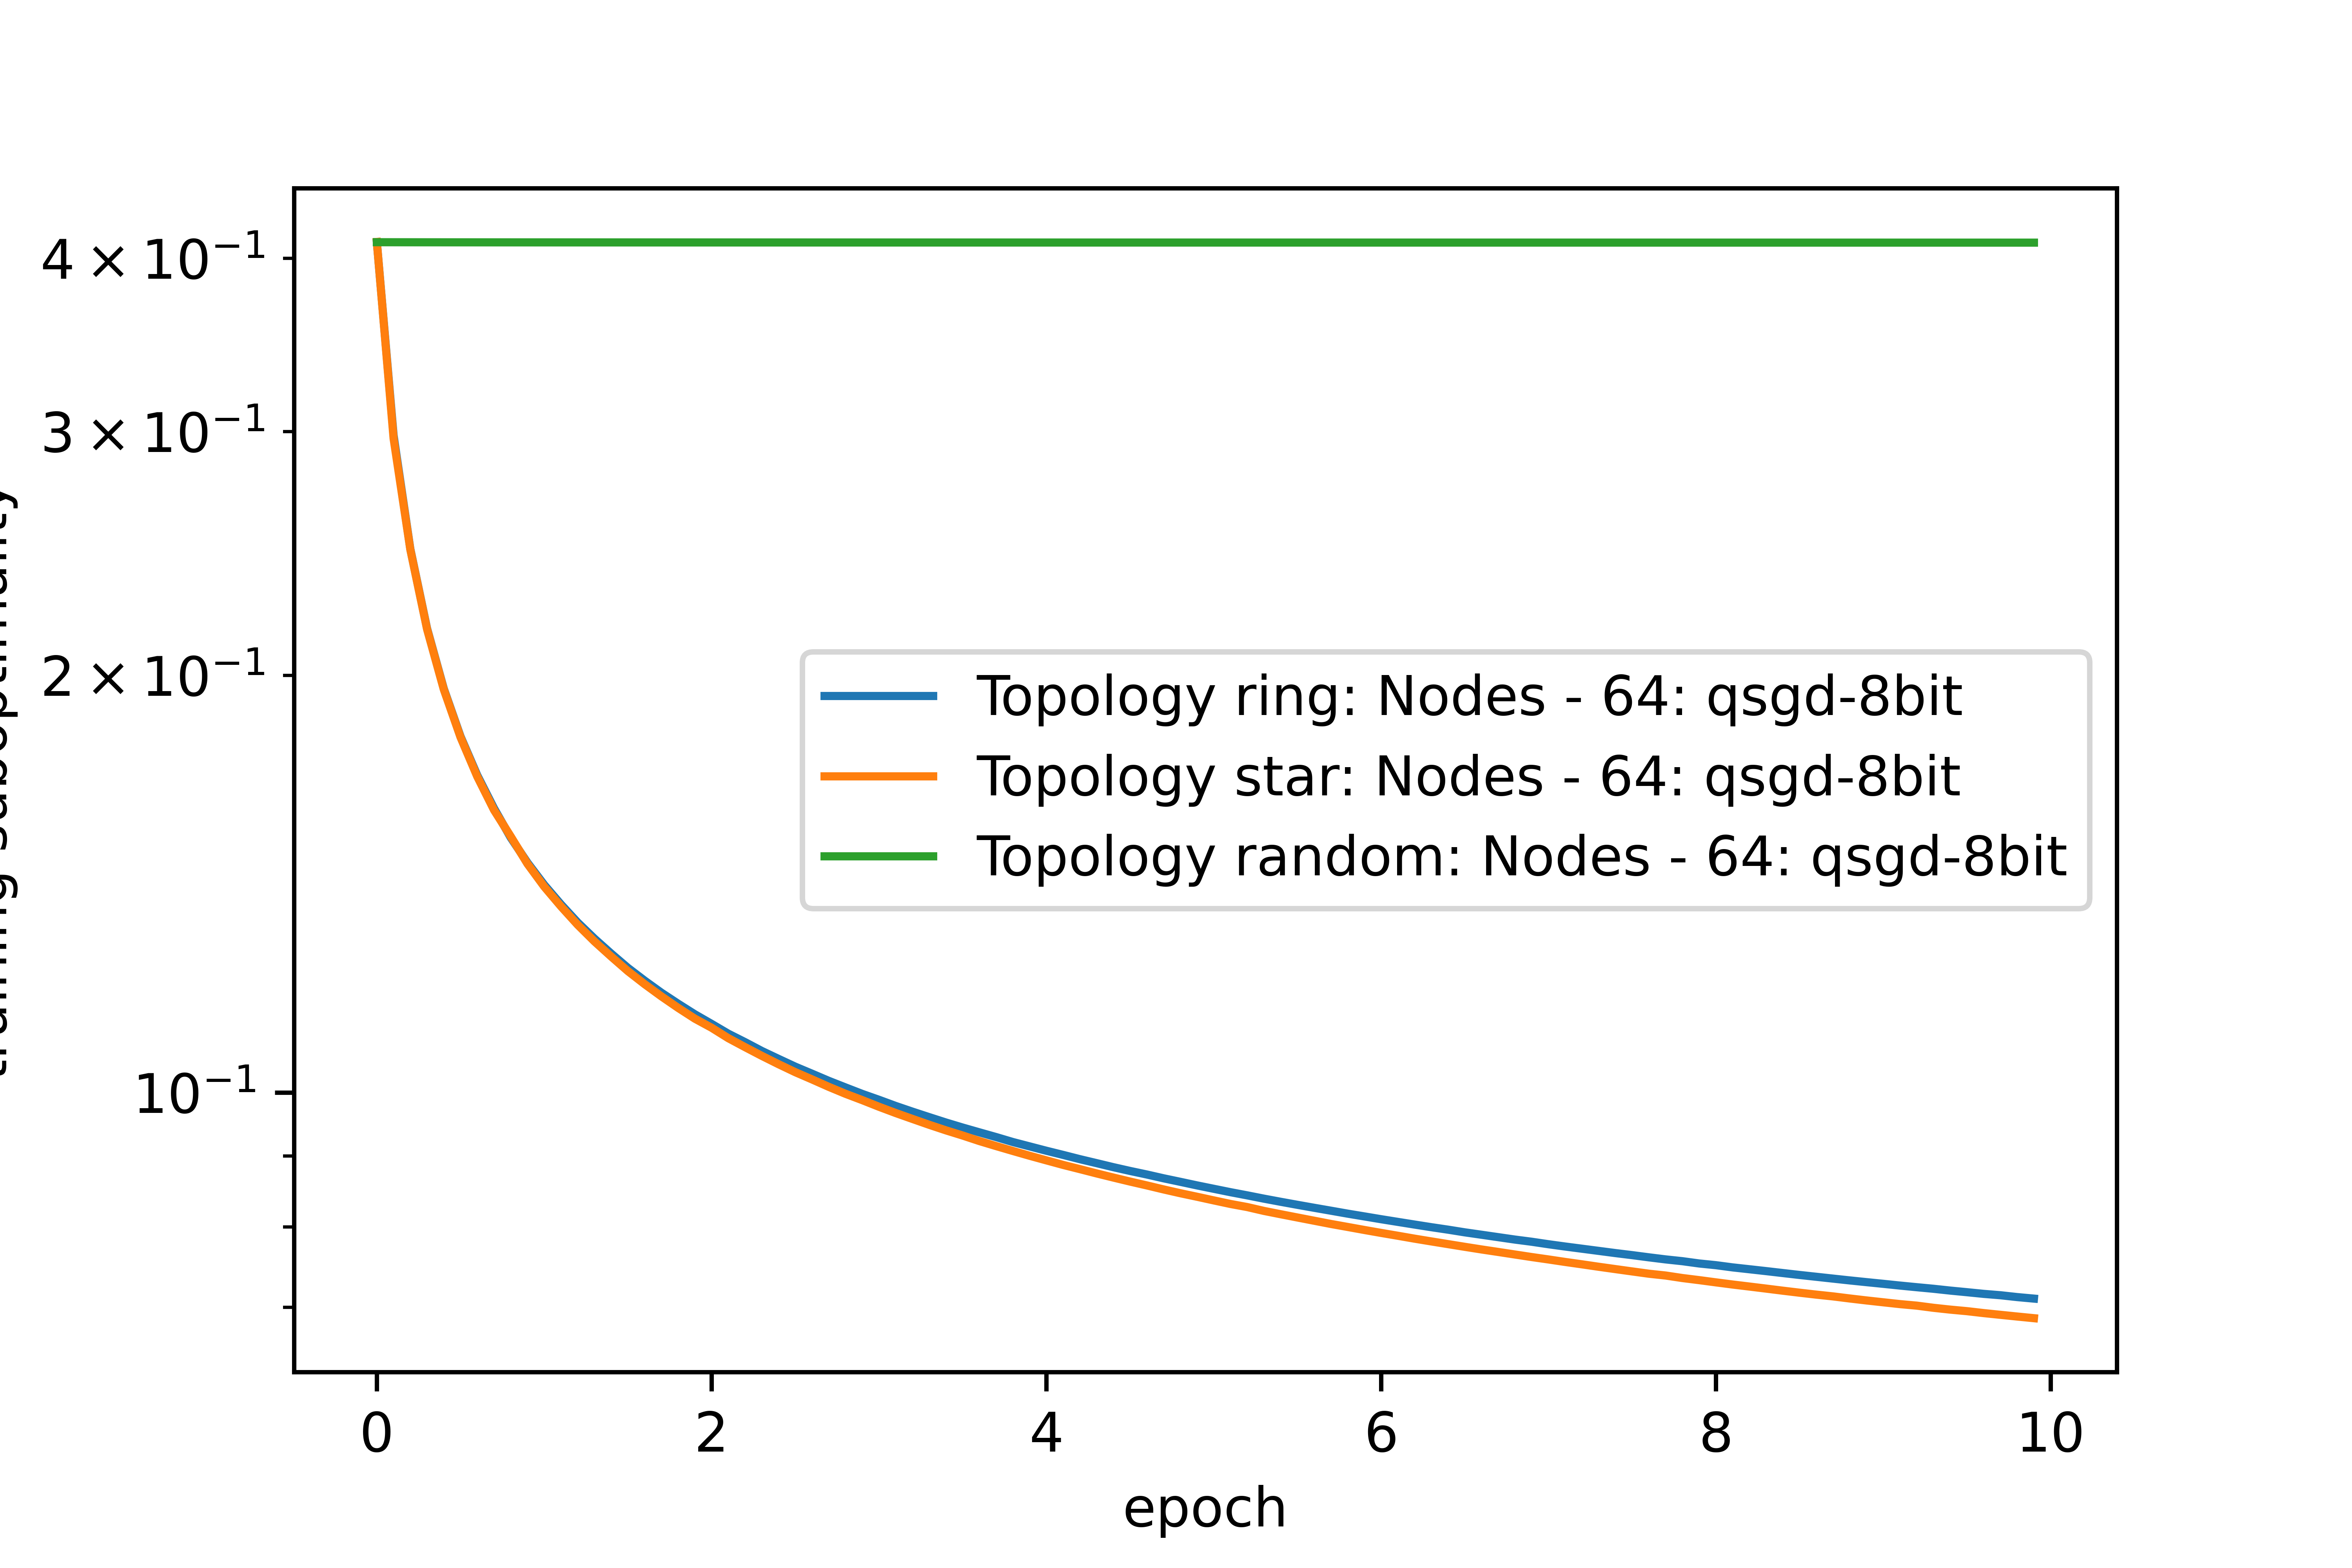 4 × 10⁻¹
3 × 10⁻¹
2 × 10⁻¹
10⁻¹
Topology ring: Nodes - 64: qsgd-8bit
Topology star: Nodes - 64: qsgd-8bit
Topology random: Nodes - 64: qsgd-8bit
0 2 4 6 8 10
epoch